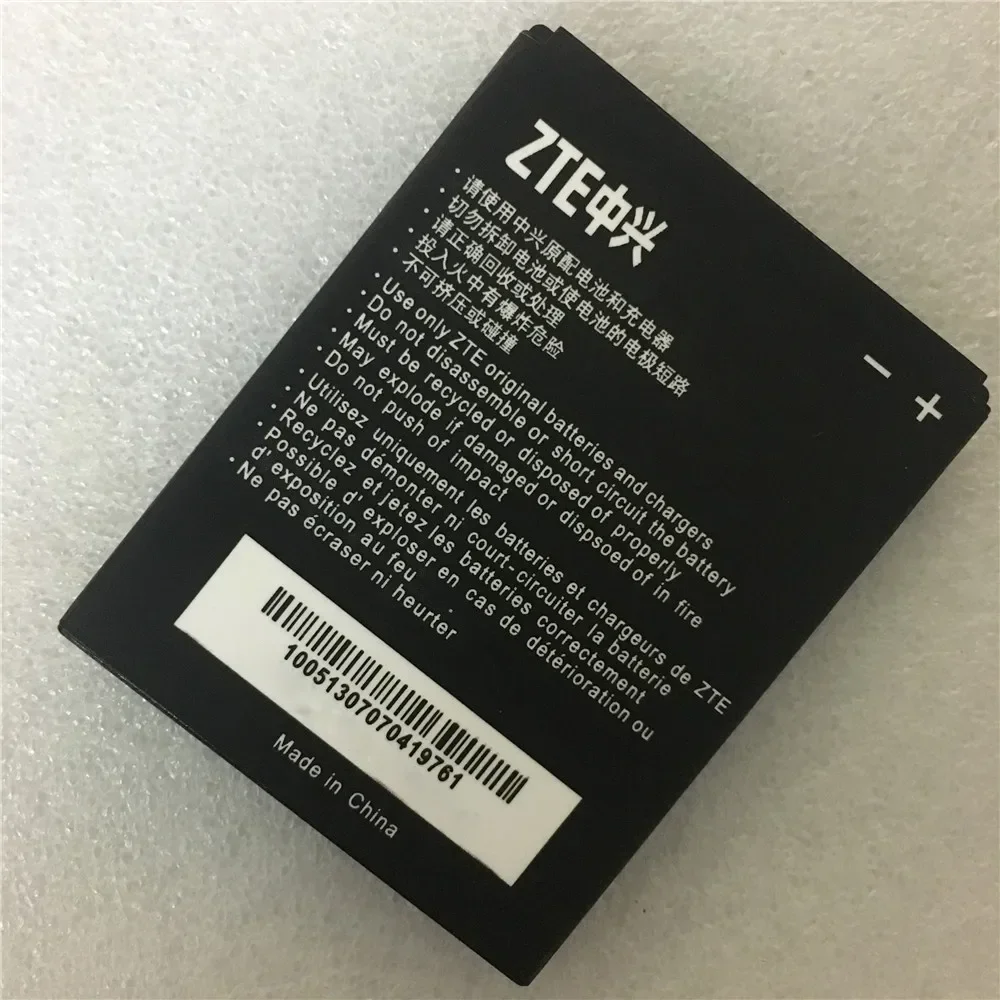 ZTE中兴
· 请使用中兴原配电池和充电器
· 切勿拆卸电池或使电池的电极短路
· 请正确回收或处理
· 投入火中有爆炸危险
· 不可挤压或碰撞
· Use only ZTE original batteries and chargers
· Do not disassemble or short circuit the battery
· Must be recycled or disposed of properly
· May explode if damaged or dispsoed of in fire
· Do not push of impact
· Utilisez uniquement les batteries et chargeurs de ZTE
· Ne pas démonter ni court-circuiter la batterie
· Recyclez et jetez les batteries correctement
· Possible d'exploser en cas de détérioration ou
d'exposition au feu .
· Ne pas écraser ni heurter
− +
10051307070419761
Made in China